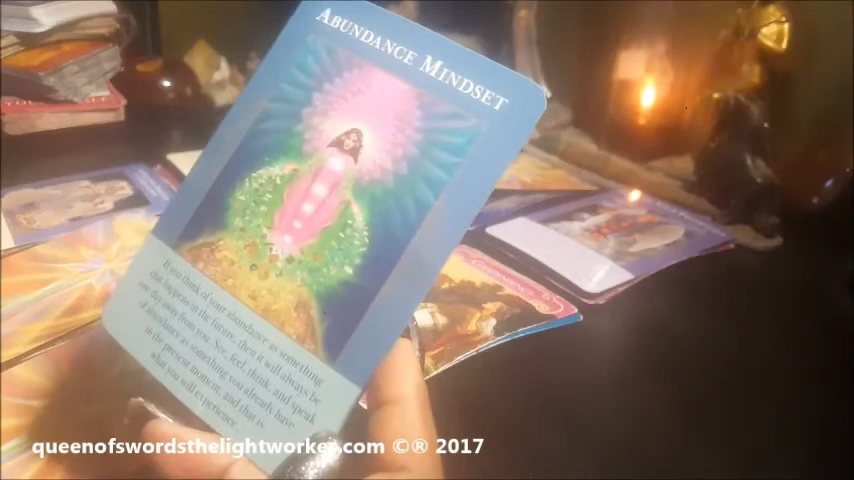 ABUNDANCE MINDSET
If you think of your abundance as something
that happens in the future, then it will always be
one day away from you. See, feel, think, and speak
of abundance as something you already have
in the present moment, and that is
what you will experience.
queenofswordsthelightworker.com ©® 2017